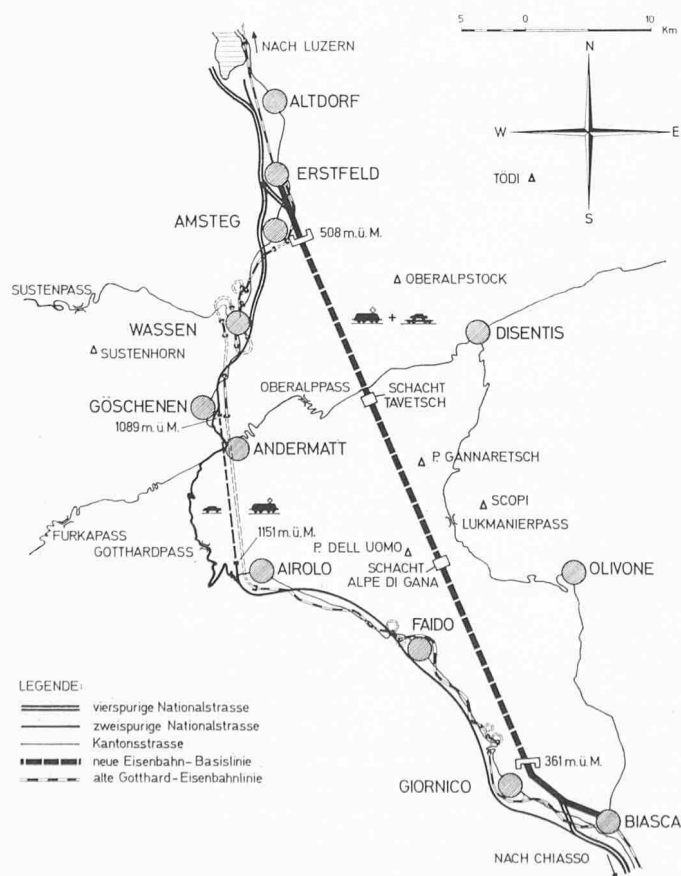 5 0 10
Km
NACH LUZERN
N
ALTDORF
W E
ERSTFELD
TÖDI
S
AMSTEG
508 m.ü.M.
SUSTENPASS
OBERALPSTOCK
WASSEN
+
DISENTIS
SUSTENHORN
OBERALPPASS
SCHACHT
TAVETSCH
GÖSCHENEN
1089 m.ü.M.
ANDERMATT
P. GANNARETSCH
SCOPI
FURKAPASS
LUKMANIERPASS
GOTTHARDPASS
1151 m.ü.M.
P. DELL UOMO
AIROLO
SCHACHT
ALPE DI GANA
OLIVONE
FAIDO
LEGENDE:
vierspurige Nationalstrasse
zweispurige Nationalstrasse
Kantonsstrasse
neue Eisenbahn-Basislinie
alte Gotthard-Eisenbahnlinie
361 m.ü.M.
GIORNICO
BIASCA
NACH CHIASSO